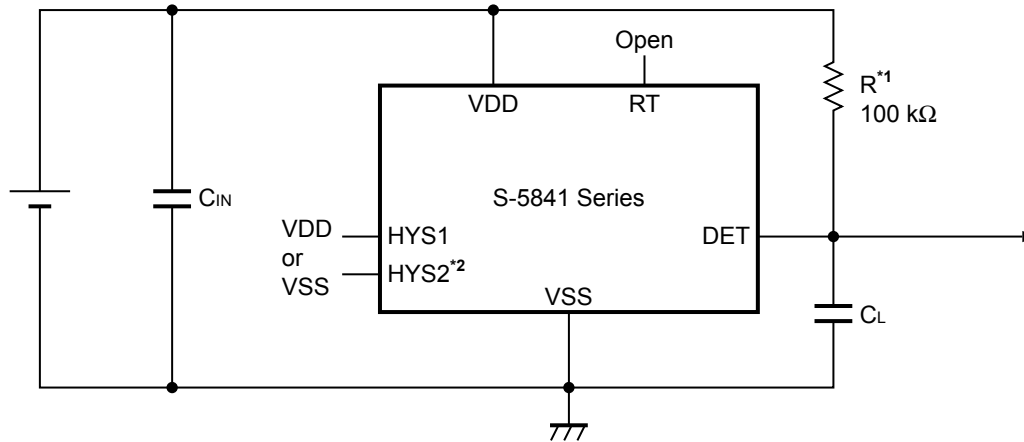 Open
VDD
RT
R*1
100 kΩ
S-5841 Series
CIN
VDD
or
VSS
HYS1
HYS2*2
DET
VSS
CL